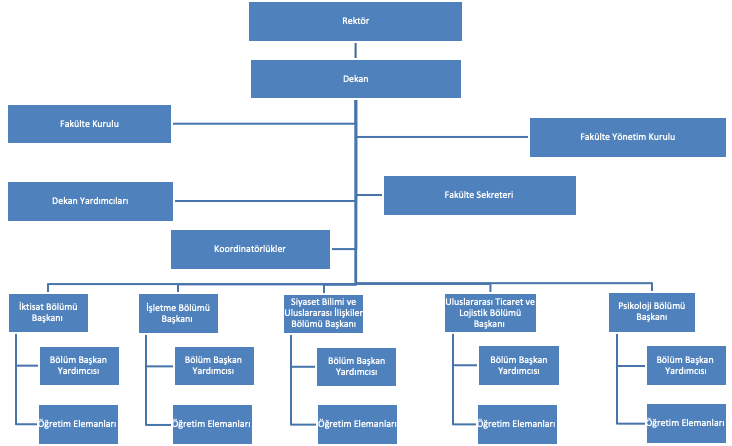 Rektör
Dekan
Fakülte Kurulu
Fakülte Yönetim Kurulu
Dekan Yardımcıları
Fakülte Sekreteri
Koordinatörlükler
İktisat Bölümü
Başkanı
İşletme Bölümü
Başkanı
Siyaset Bilimi ve
Uluslararası İlişkiler
Bölümü Başkanı
Uluslararası Ticaret ve
Lojistik Bölümü
Başkanı
Psikoloji Bölümü
Başkanı
Bölüm Başkan
Yardımcısı
Bölüm Başkan
Yardımcısı
Bölüm Başkan
Yardımcısı
Bölüm Başkan
Yardımcısı
Bölüm Başkan
Yardımcısı
Öğretim Elemanları
Öğretim Elemanları
Öğretim Elemanları
Öğretim Elemanları
Öğretim Elemanları